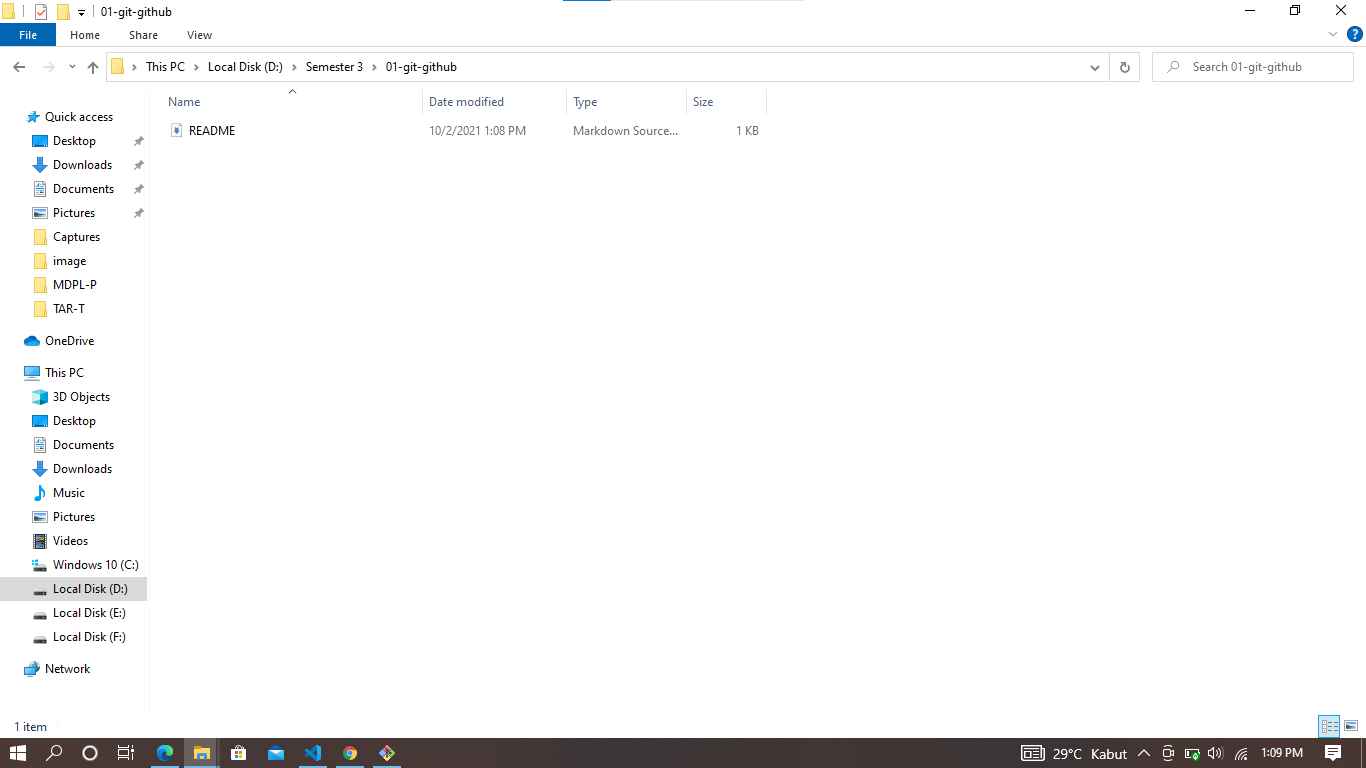 01-git-github
File Home Share View
This PC Local Disk (D:) Semester 3 01-git-github
Search 01-git-github
Name Date modified Type Size
README 10/2/2021 1:08 PM Markdown Source... 1 KB
Quick access
Desktop
Downloads
Documents
Pictures
Captures
image
MDPL-P
TAR-T
OneDrive
This PC
3D Objects
Desktop
Documents
Downloads
Music
Pictures
Videos
Windows 10 (C:)
Local Disk (D:)
Local Disk (E:)
Local Disk (F:)
Network
1 item
29°C Kabut 1:09 PM